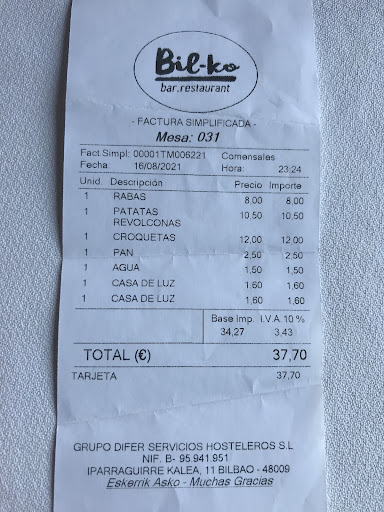 Bil-ko
bar.restaurant
- FACTURA SIMPLIFICADA -
Mesa: 031
Fact.Simpl: 00001TM006221 Comensales
Fecha: 16/08/2021 Hora: 23:24
Unid. Descripción Precio Importe
1 RABAS 8,00 8,00
1 PATATAS REVOLCONAS 10,50 10,50
1 CROQUETAS 12,00 12,00
1 PAN 2,50 2,50
1 AGUA 1,50 1,50
1 CASA DE LUZ 1,60 1,60
1 CASA DE LUZ 1,60 1,60
Base Imp. I.V.A 10 %
34,27 3,43
TOTAL (€) 37,70
TARJETA 37,70
GRUPO DIFER SERVICIOS HOSTELEROS S.L
NIF. B- 95.941.951
IPARRAGUIRRE KALEA, 11 BILBAO - 48009
Eskerrik Asko - Muchas Gracias